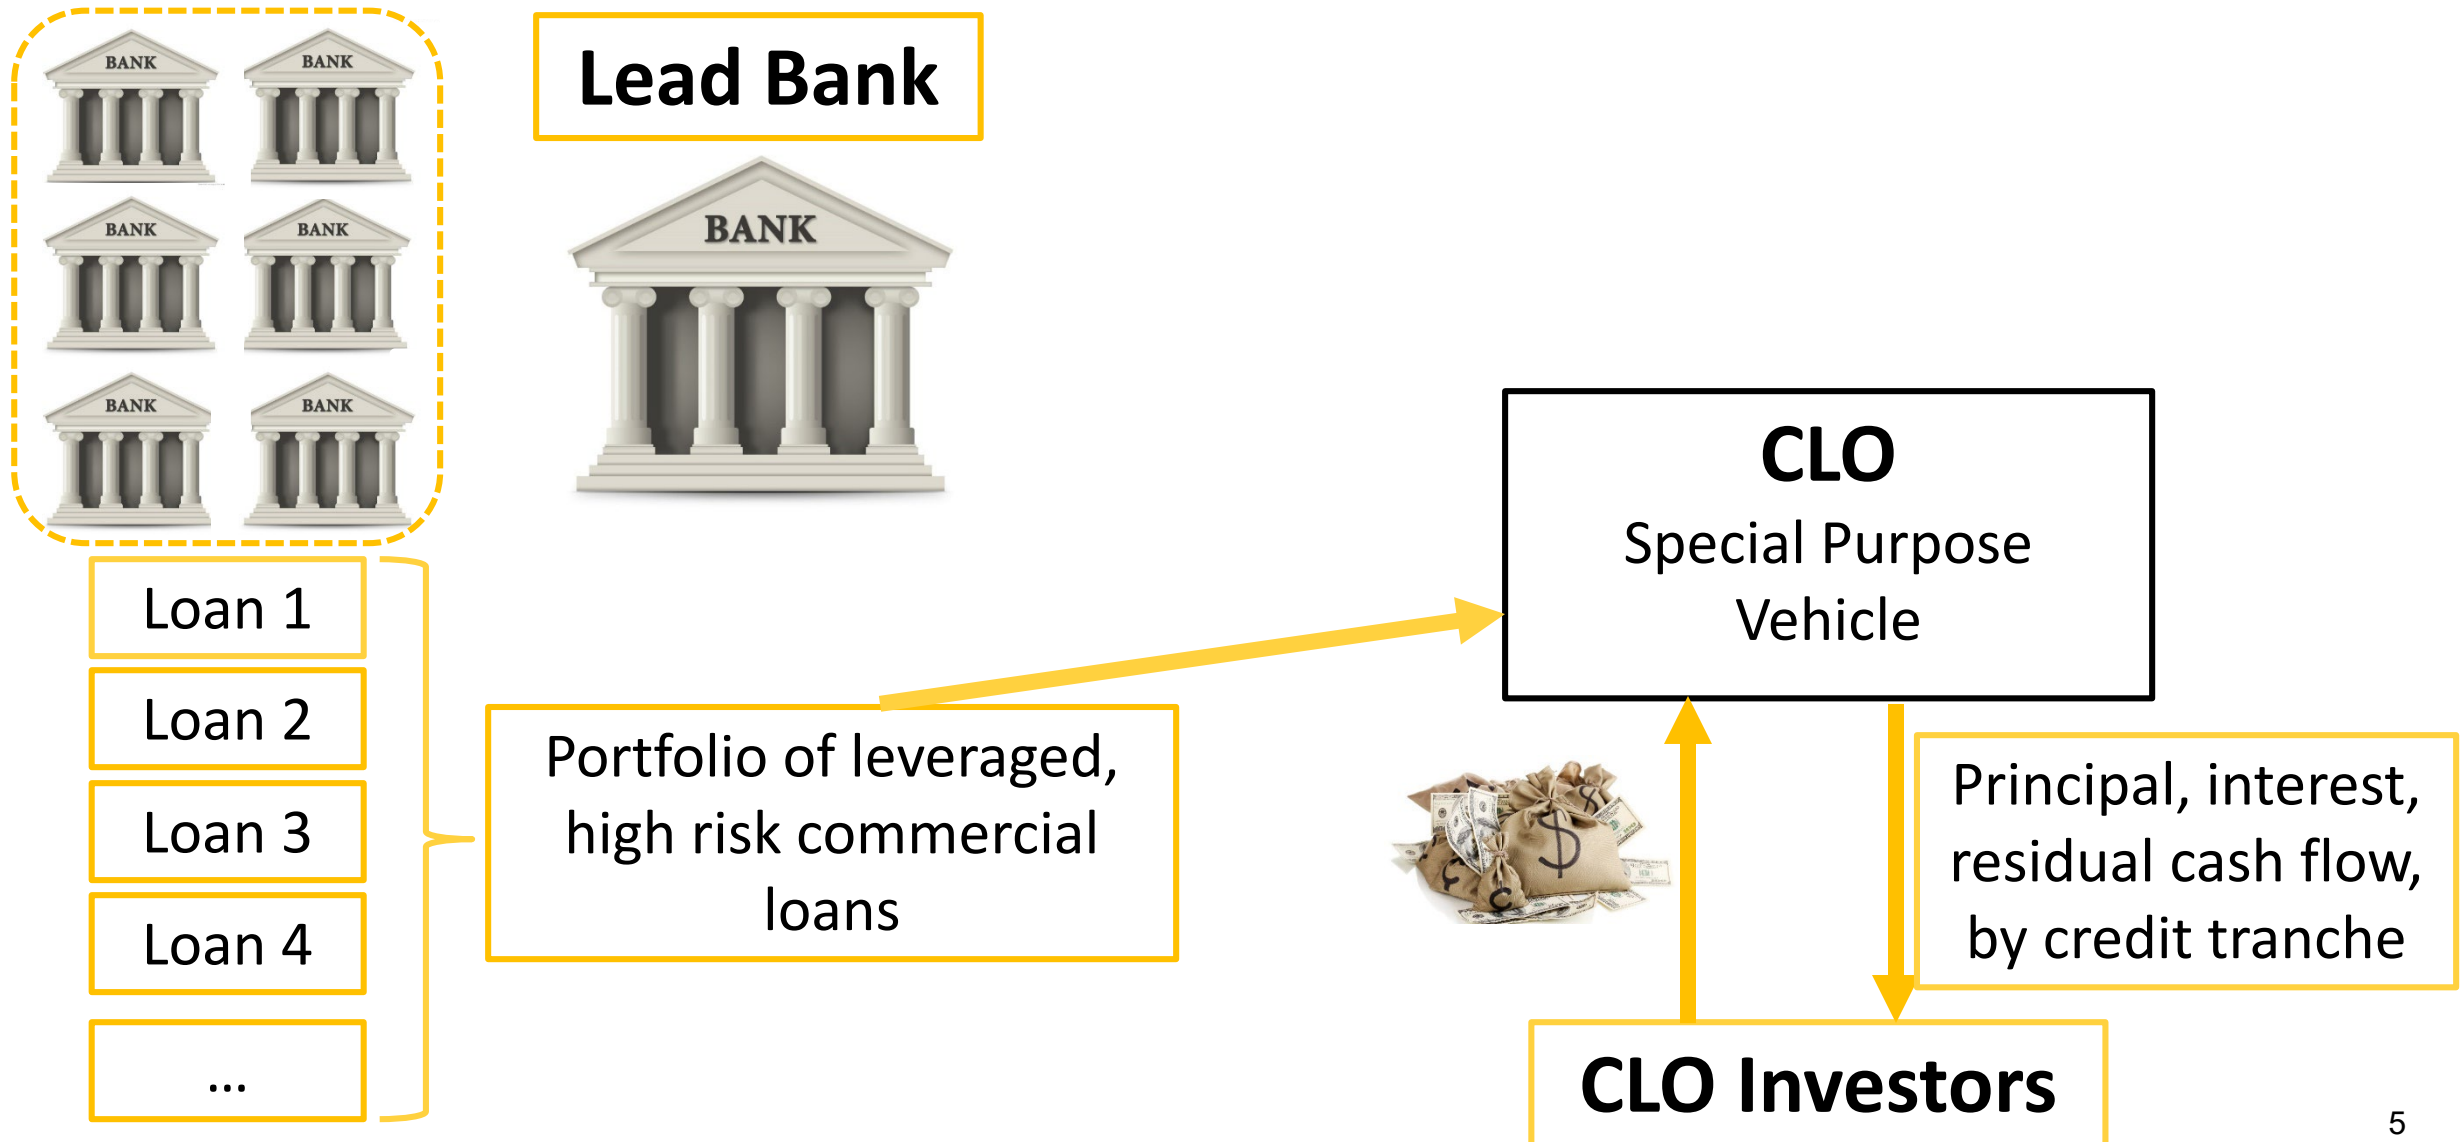 BANK
BANK
BANK
BANK
BANK
BANK
Lead Bank
BANK
Loan 1
Loan 2
Loan 3
Loan 4
...
Portfolio of leveraged,
high risk commercial
loans
CLO
Special Purpose
Vehicle
$
Principal, interest,
residual cash flow,
by credit tranche
CLO Investors
5